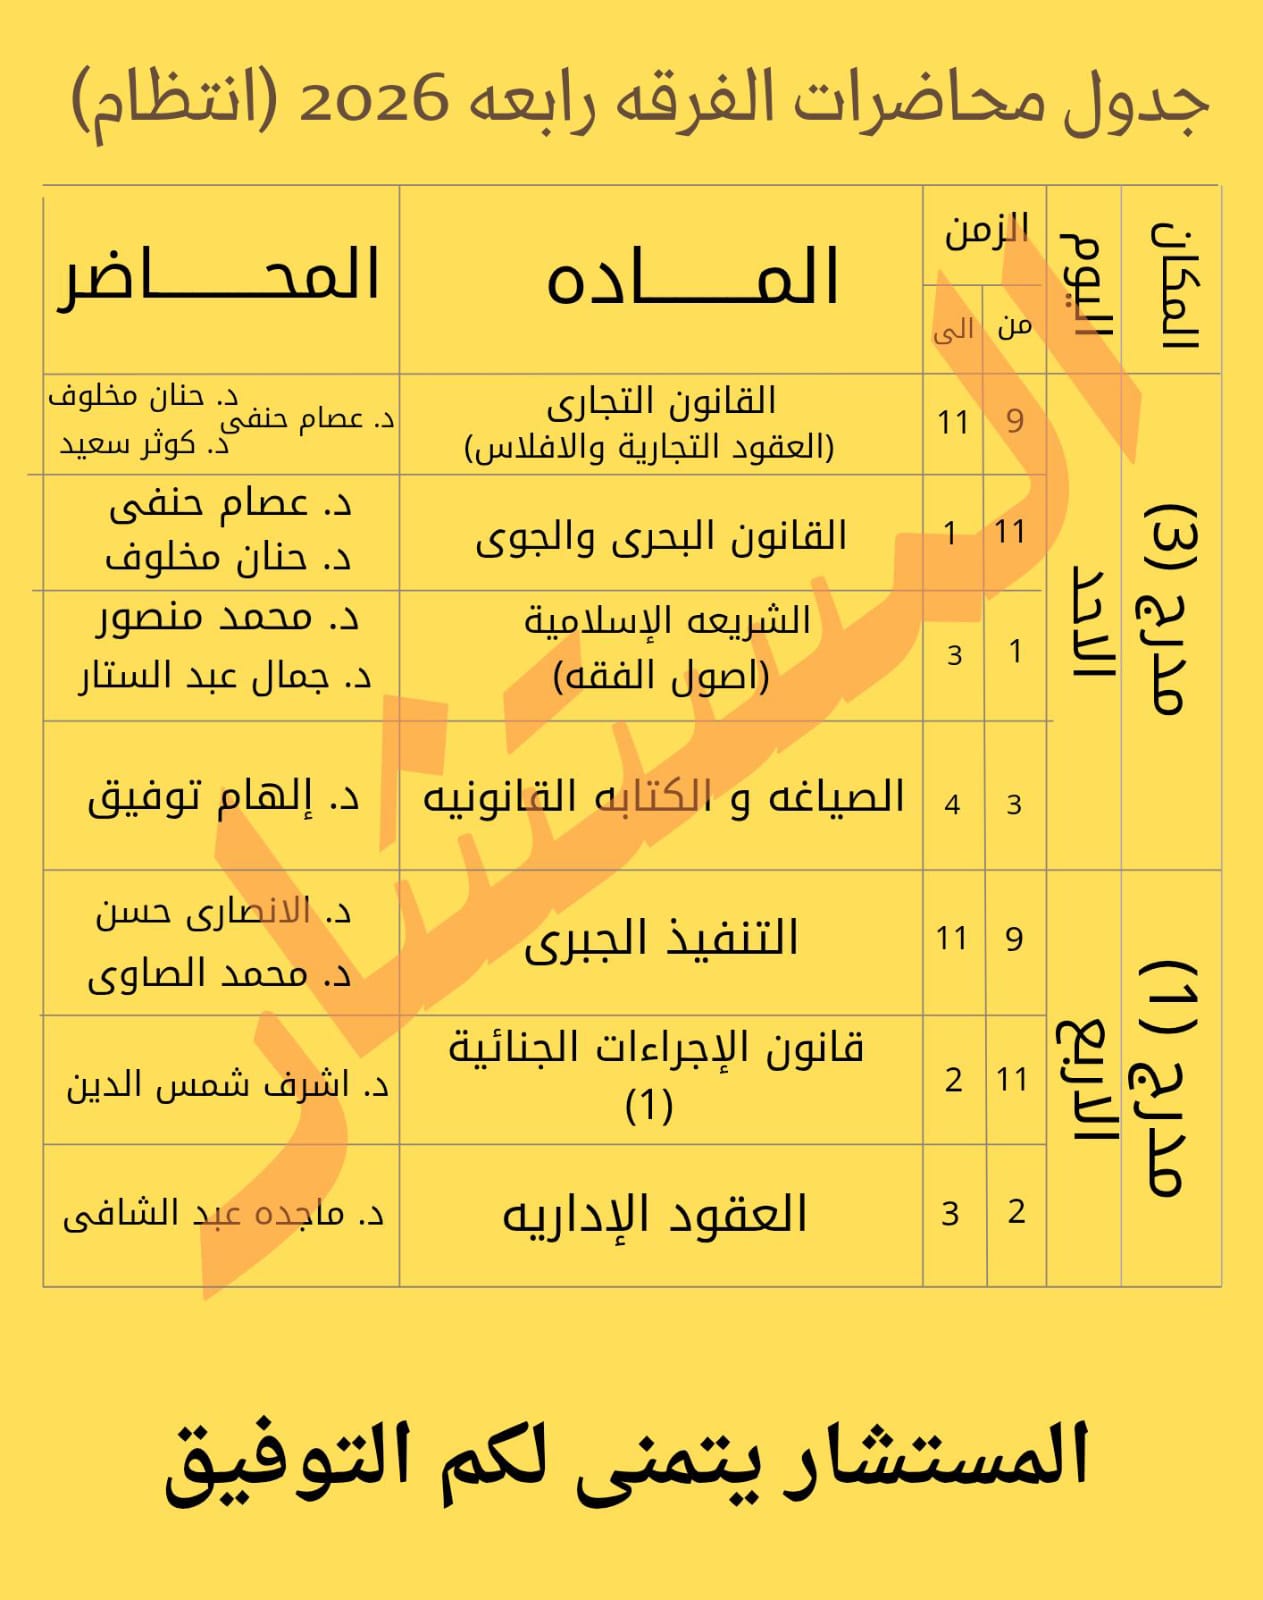 جدول محاضرات الفرقه رابعه 2026 (انتظام)
المكان
اليوم
الزمن
من
الى
المــــاده
المحـــــاضر
مدرج (3)
الاحد
9
11
القانون التجارى
(العقود التجارية والافلاس)
د. عصام حنفى
د. حنان مخلوف
د. كوثر سعيد
11
1
القانون البحرى والجوى
د. عصام حنفى
د. حنان مخلوف
1
3
الشريعه الإسلامية
(اصول الفقه)
د. محمد منصور
د. جمال عبد الستار
3
4
الصياغه و الكتابه القانونيه
د. إلهام توفيق
مدرج (1)
الاربع
9
11
التنفيذ الجبرى
د. الانصارى حسن
د. محمد الصاوى
11
2
قانون الإجراءات الجنائية
(1)
د. اشرف شمس الدين
2
3
العقود الإداريه
د. ماجده عبد الشافى
المستشار
المستشار يتمنى لكم التوفيق